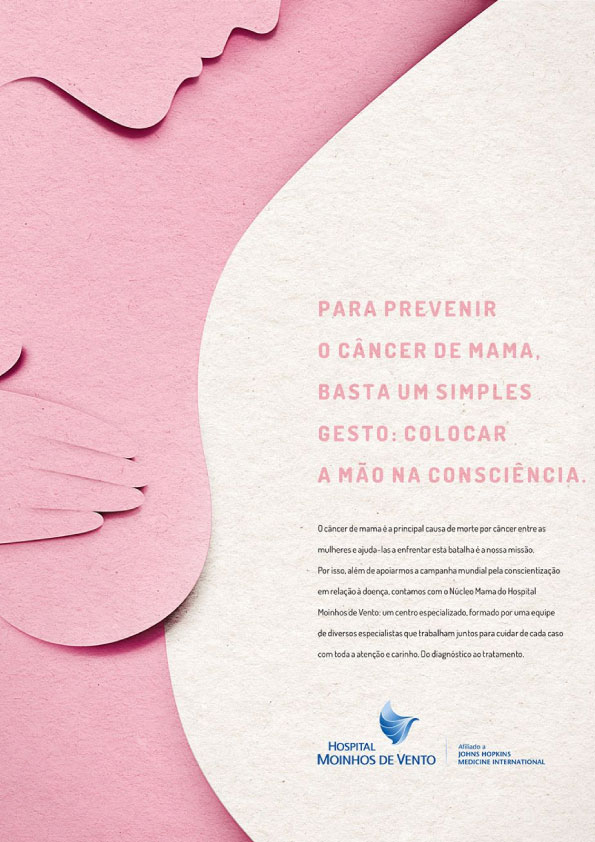 PARA PREVENIR
O CÂNCER DE MAMA,
BASTA UM SIMPLES
GESTO: COLOCAR
A MÃO NA CONSCIÊNCIA.
O câncer de mama é a principal causa de morte por câncer entre as
mulheres e ajudá-las a enfrentar esta batalha é a nossa missão.
Por isso, além de apoiarmos a campanha mundial pela conscientização
em relação à doença, contamos com o Núcleo Mama do Hospital
Moinhos de Vento: um centro especializado, formado por uma equipe
de diversos especialistas que trabalham juntos para cuidar de cada caso
com toda a atenção e carinho. Do diagnóstico ao tratamento.
HOSPITAL
MOINHOS DE VENTO
Afiliado a
JOHNS HOPKINS
MEDICINE INTERNATIONAL